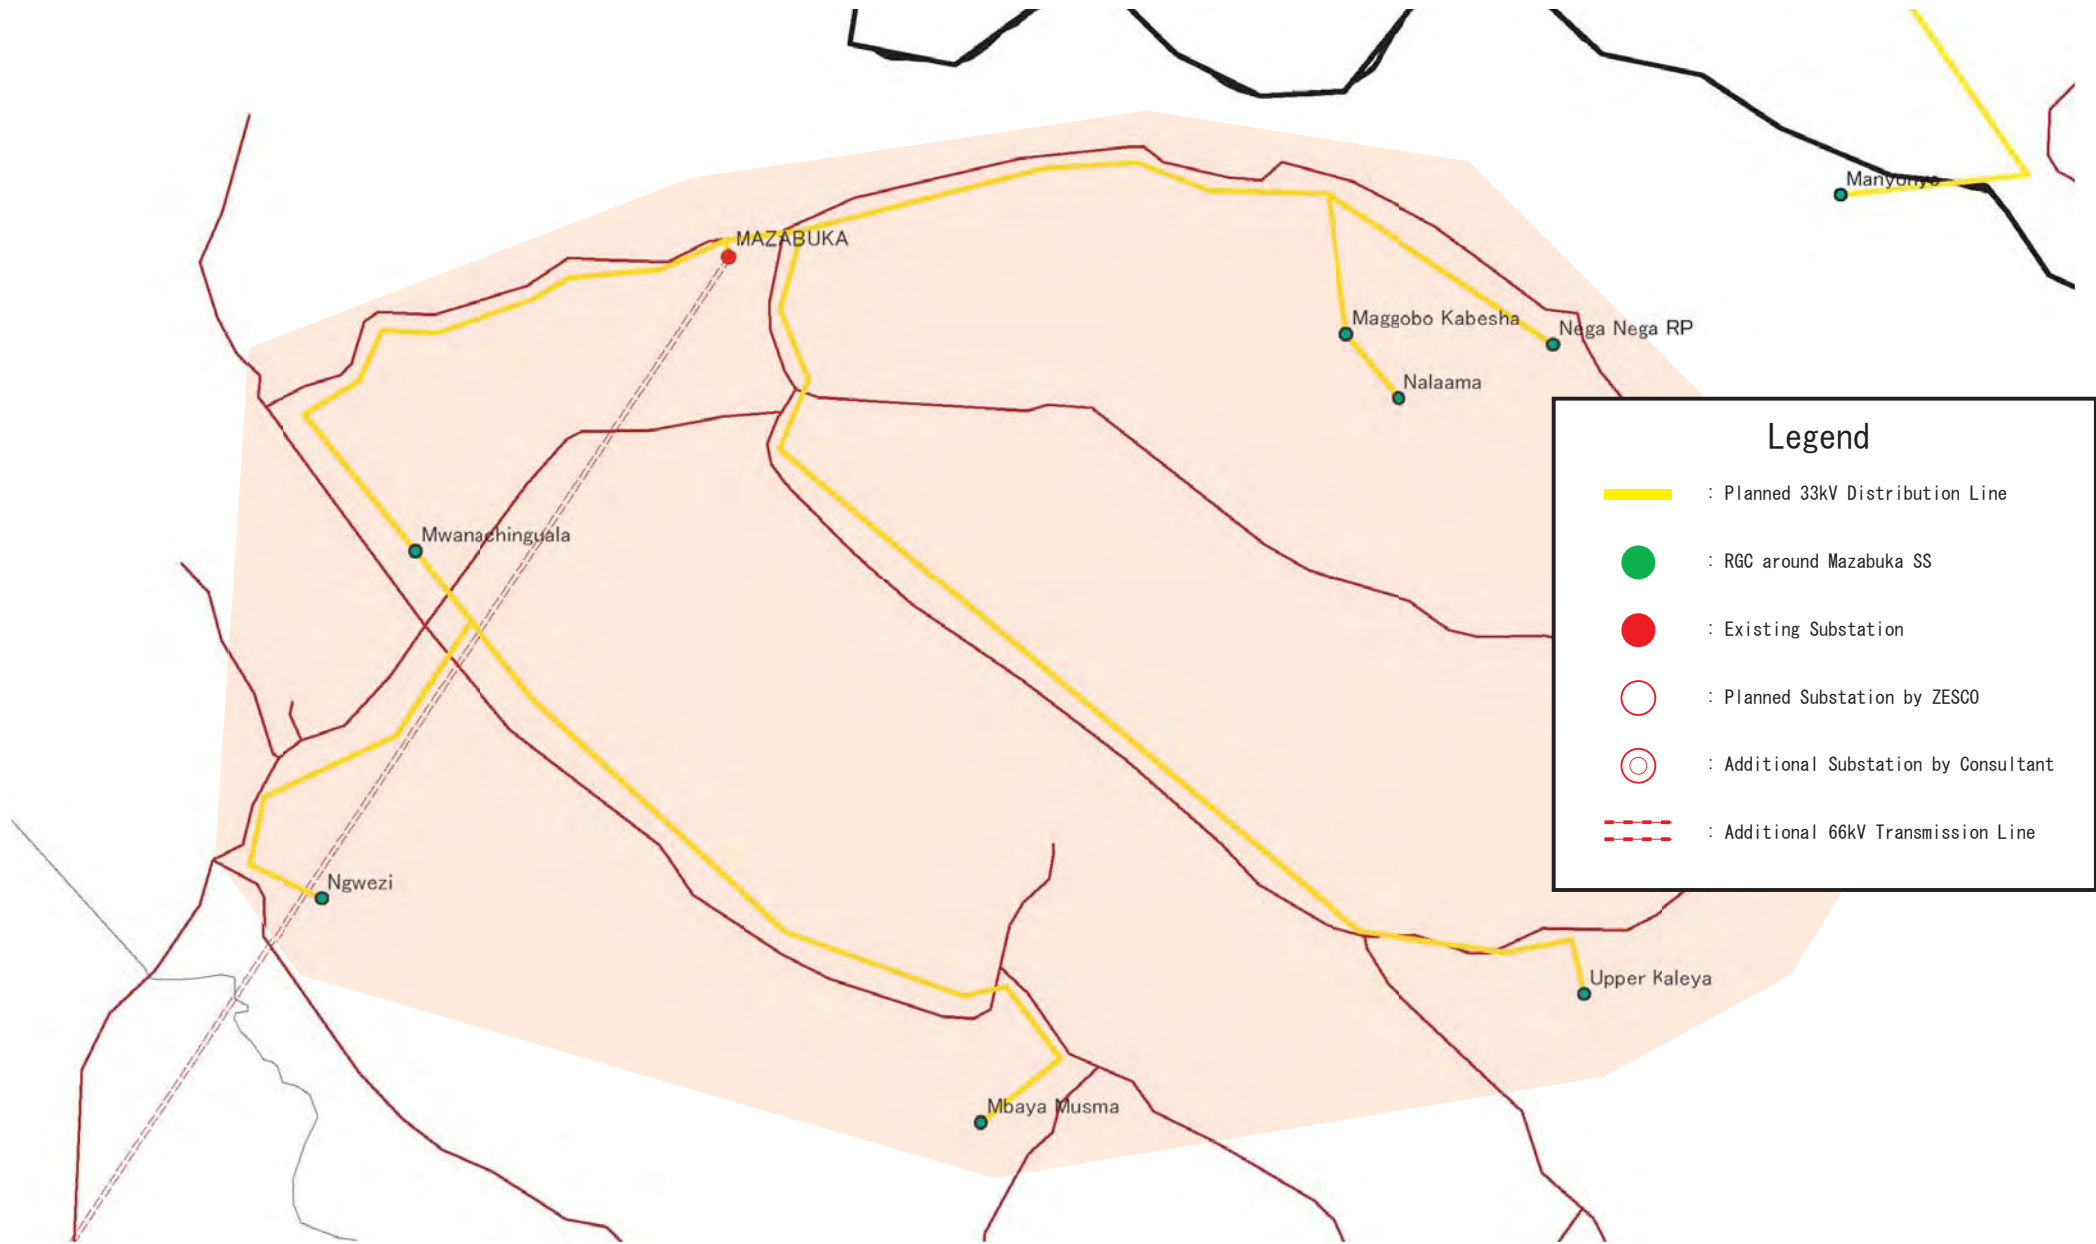 Manyonyo
MAZABUKA
Maggobo Kabesha
Nega Nega RP
Nalaama
Legend
: Planned 33kV Distribution Line
Mwanachinguala
: RGC around Mazabuka SS
: Existing Substation
: Planned Substation by ZESCO
: Additional Substation by Consultant
: Additional 66kV Transmission Line
Ngwezi
Upper Kaleya
Mbaya Musma